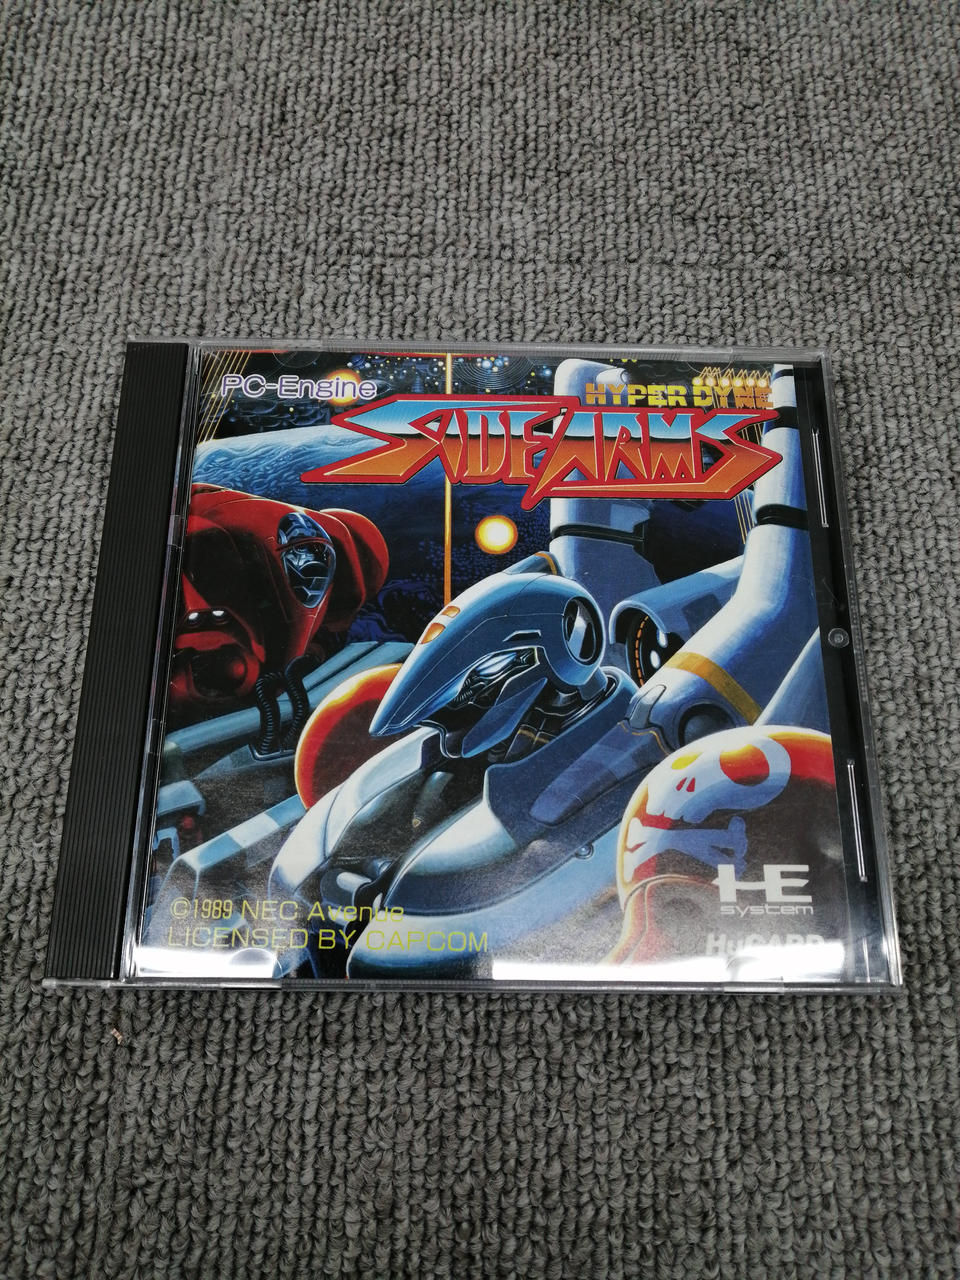 PC-Engine
HYPER DYNE
SIDE ARMS
©1989 NEC Avenue
LICENSED BY CAPCOM
HE
system
HuCARD